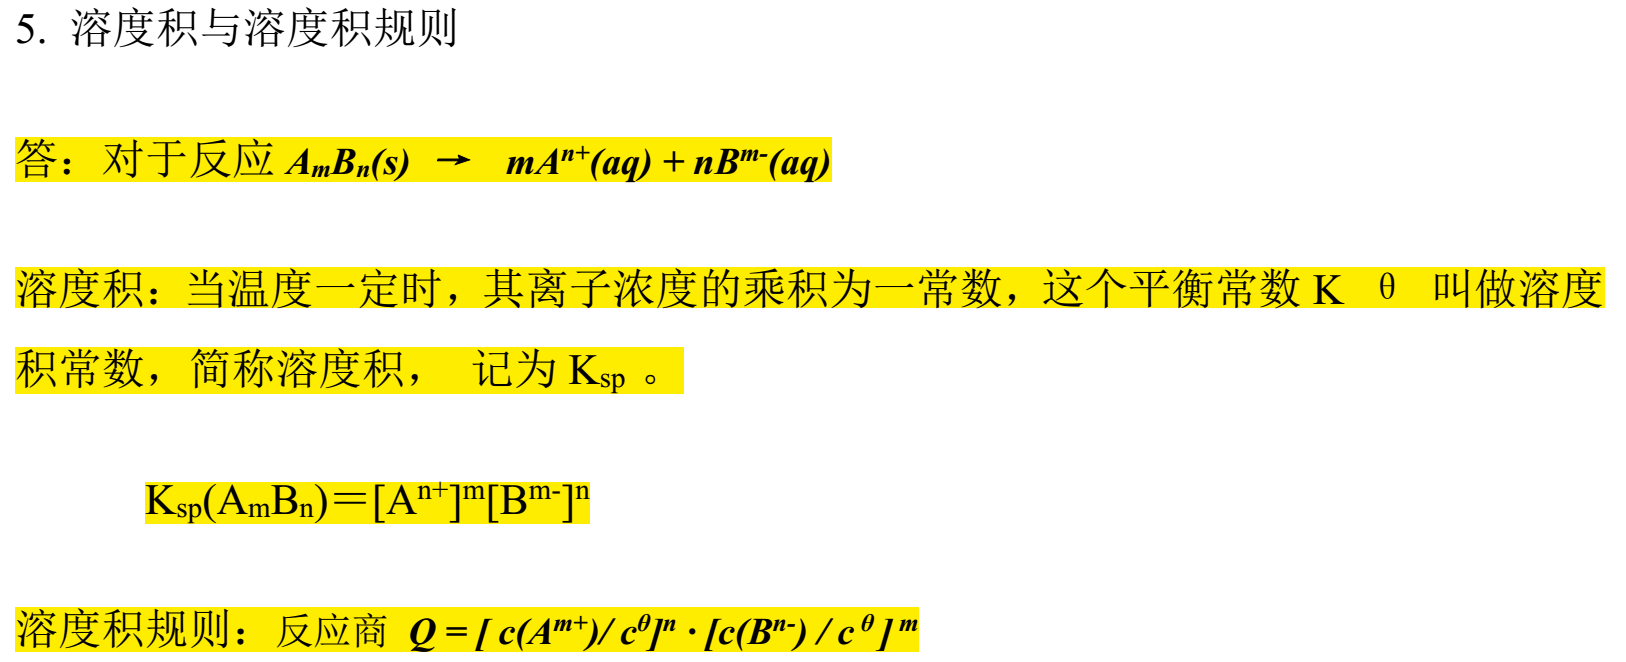 5. 溶度积与溶度积规则
答：对于反应 AmBn(s) → mAn+(aq) + nBm-(aq)
溶度积：当温度一定时，其离子浓度的乘积为一常数，这个平衡常数 K θ 叫做溶度
积常数，简称溶度积， 记为 Ksp 。
Ksp(AmBn)＝[An+]m[Bm-]n
溶度积规则：反应商 Q = [ c(Am+)/ cθ]n · [c(Bn-) / c θ ] m